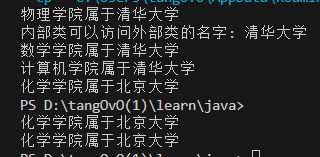 物理学院属于清华大学
内部类可以访问外部类的名字：清华大学
数学学院属于清华大学
计算机学院属于清华大学
化学学院属于北京大学
PS D:\tangOvO(1)\learn\java>
化学学院属于北京大学
化学学院属于北京大学